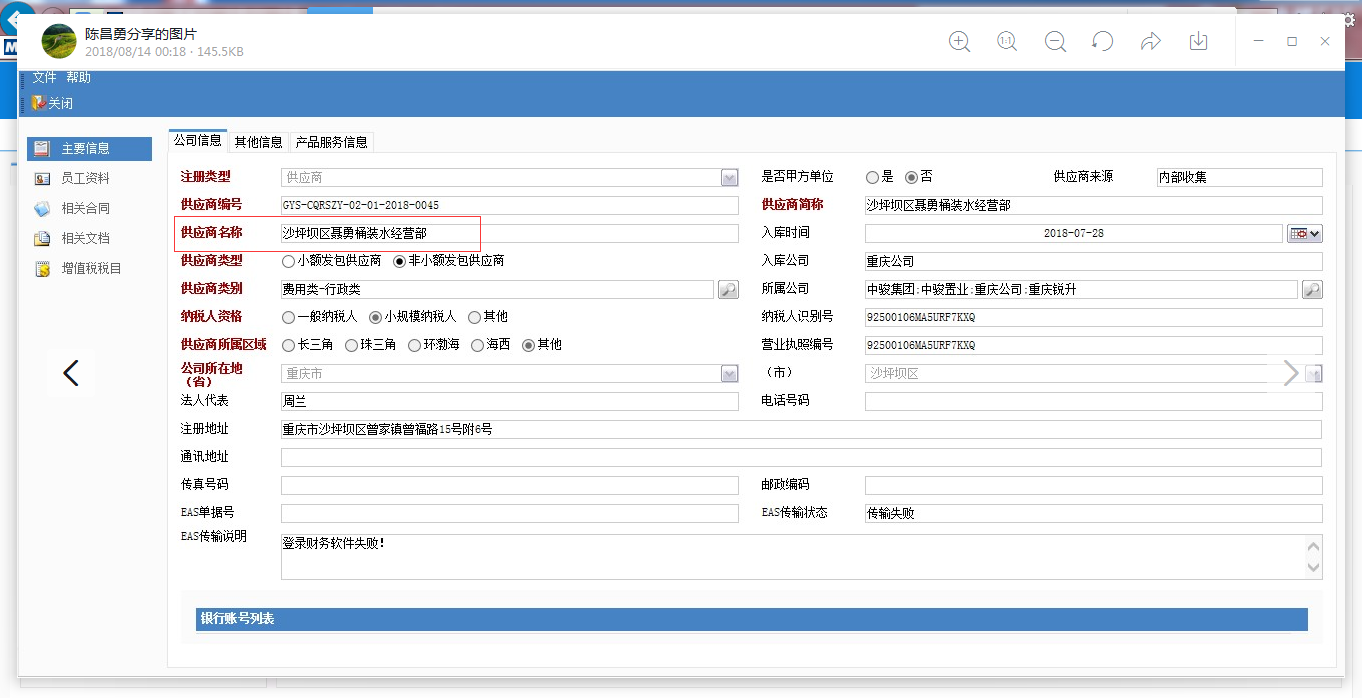 陈昌勇分享的图片
2018/08/14 00:18 · 145.5KB
1:1
文件 帮助
关闭
主要信息
员工资料
相关合同
相关文档
增值税税目
公司信息 其他信息 产品服务信息
注册类型 供应商 是否甲方单位 是 否 供应商来源 内部收集
供应商编号 GYS-CQRSZY-02-01-2018-0045 供应商简称 沙坪坝区聂勇桶装水经营部
供应商名称 沙坪坝区聂勇桶装水经营部 入库时间 2018-07-28
供应商类型 小额发包供应商 非小额发包供应商 入库公司 重庆公司
供应商类别 费用类-行政类 所属公司 中骏集团;中骏置业;重庆公司;重庆锐升
纳税人资格 一般纳税人 小规模纳税人 其他 纳税人识别号 92500106MA5URF7KXQ
供应商所属区域 长三角 珠三角 环渤海 海西 其他 营业执照编号 92500106MA5URF7KXQ
公司所在地
（省） 重庆市 （市） 沙坪坝区
法人代表 周兰 电话号码
注册地址 重庆市沙坪坝区曾家镇曾福路15号附6号
通讯地址
传真号码 邮政编码
EAS单据号 EAS传输状态 传输失败
EAS传输说明 登录财务软件失败!
银行账号列表